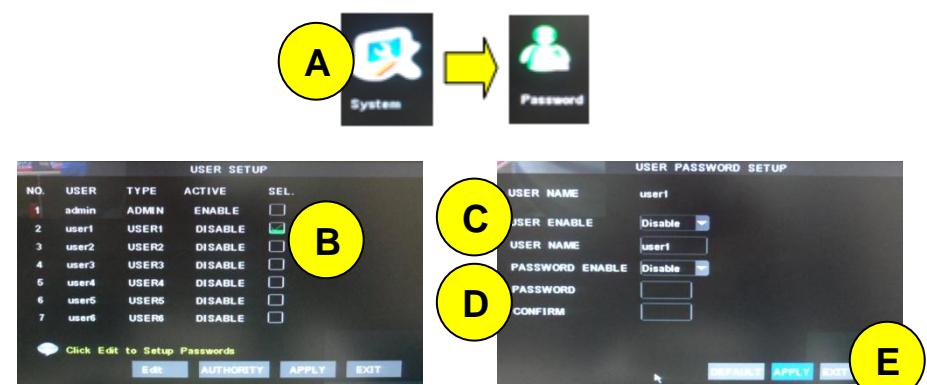 A
System
Password
USER SETUP
NO. USER TYPE ACTIVE SEL.
1 admin ADMIN ENABLE
2 user1 USER1 DISABLE
3 user2 USER2 DISABLE
4 user3 USER3 DISABLE
5 user4 USER4 DISABLE
6 user5 USER5 DISABLE
7 user6 USER6 DISABLE
B
Click Edit to Setup Passwords
Edit AUTHORITY APPLY EXIT
USER PASSWORD SETUP
USER NAME user1
C
USER ENABLE Disable
USER NAME user1
PASSWORD ENABLE Disable
D
PASSWORD
CONFIRM
DEFAULT APPLY EXIT
E